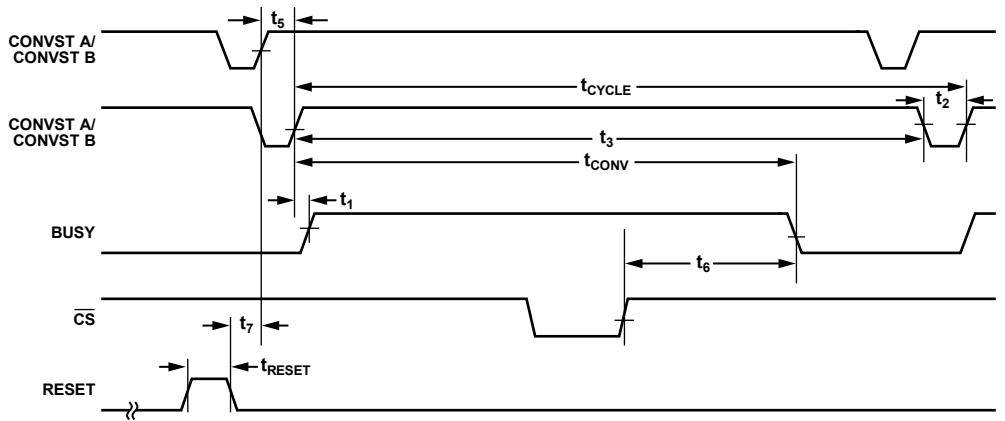 t5
CONVST A/
CONVST B
tCYCLE
t2
CONVST A/
CONVST B
t3
tCONV
t1
BUSY
t6
CS
t7
tRESET
RESET